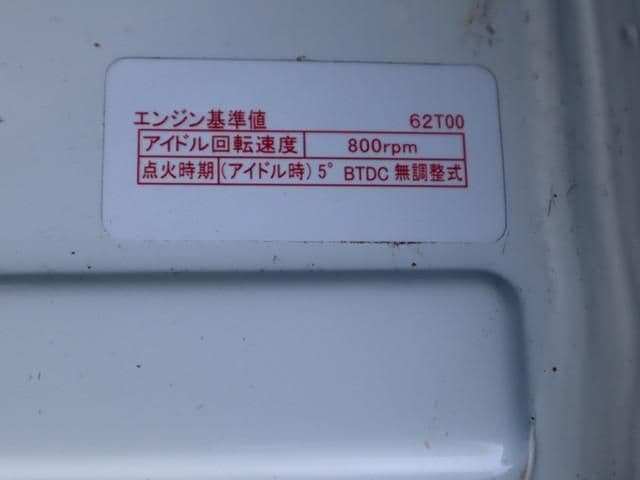 エンジン基準値 62T00
アイドル回転速度 800rpm
点火時期 (アイドル時) 5° BTDC 無調整式